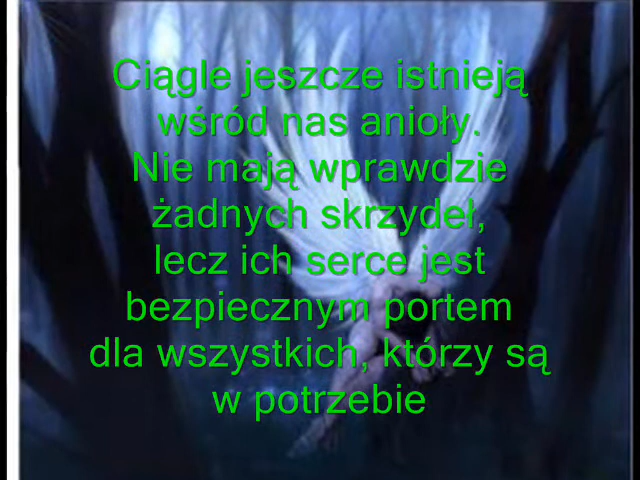 Ciągle jeszcze istnieją
wśród nas anioły.
Nie mają wprawdzie
żadnych skrzydeł,
lecz ich serce jest
bezpiecznym portem
dla wszystkich, którzy są
w potrzebie